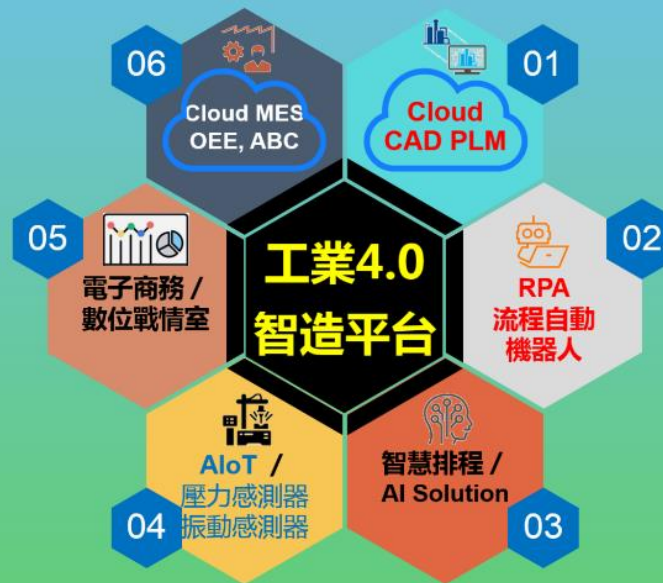 工業4.0
智造平台
01
Cloud
CAD PLM
02
RPA
流程自動
機器人
03
智慧排程 /
AI Solution
04
AIoT /
壓力感測器
振動感測器
05
電子商務 /
數位戰情室
06
Cloud MES
OEE, ABC